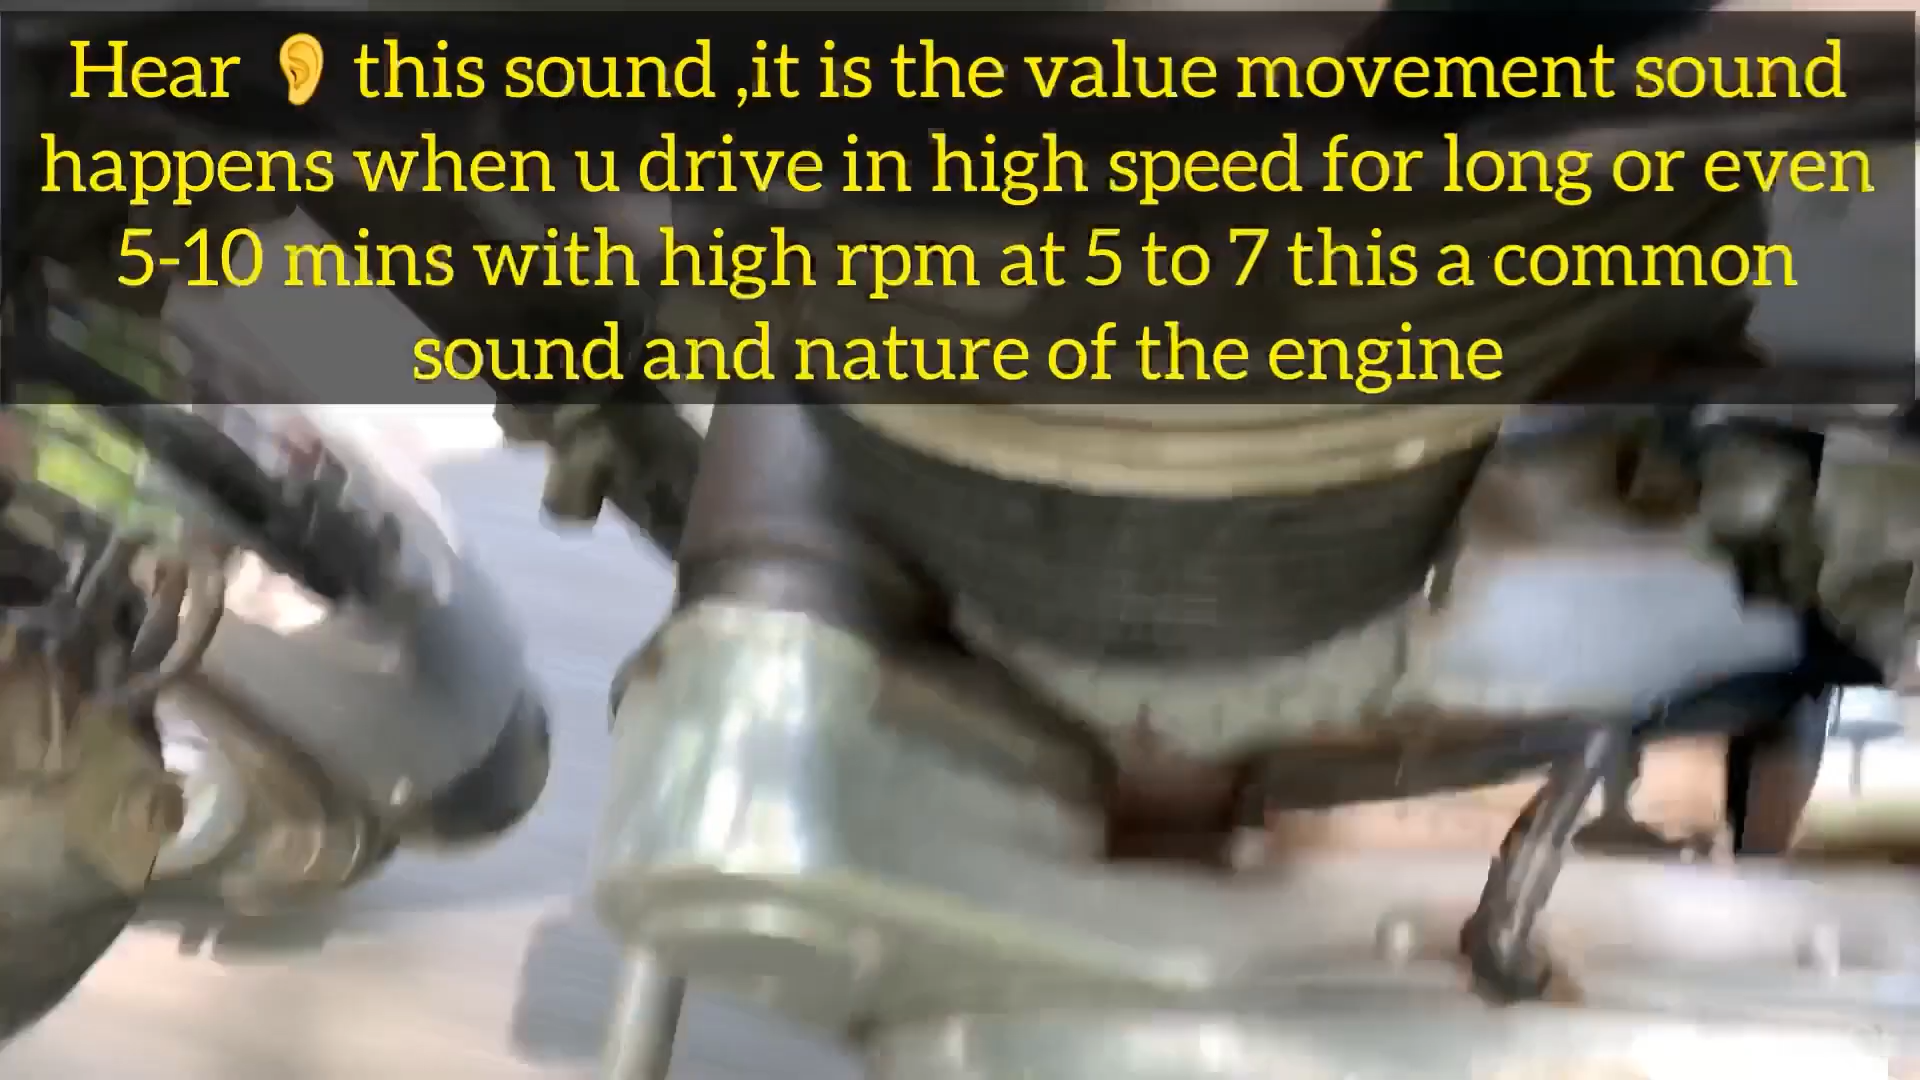 Hear 👂 this sound ,it is the value movement sound
happens when u drive in high speed for long or even
5-10 mins with high rpm at 5 to 7 this a common
sound and nature of the engine